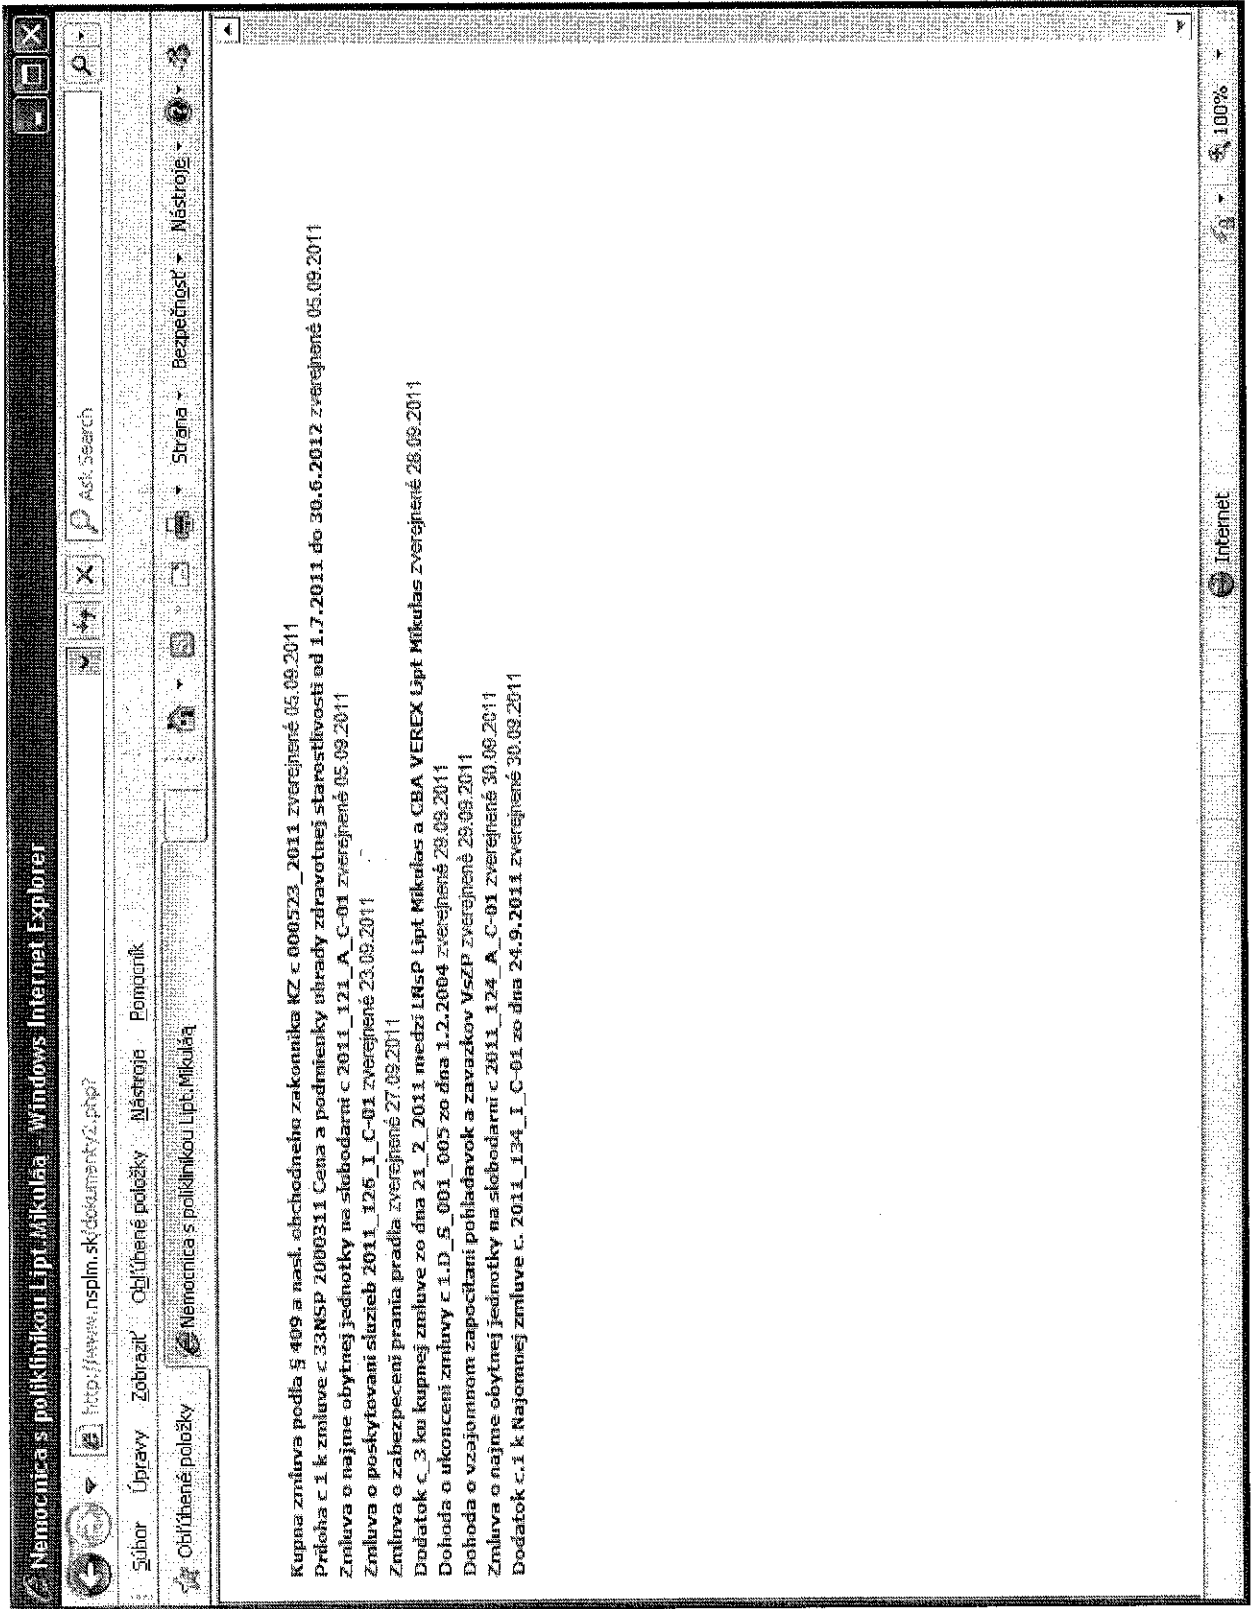 Nemocnica s poliklinikou Lipt.Mikuláš - Windows Internet Explorer
http://www.nsplm.sk/dokumenty2.php?
Ask Search
Súbor Úpravy Zobraziť Obľúbené položky Nástroje Pomocník
Obľúbené položky
Nemocnica s poliklinikou Lipt.Mikuláš
Strana Bezpečnosť Nástroje
Kupna zmluva podla § 409 a nasl. obchodneho zakonnika KZ c 000523_2011 zverejnené 05.09.2011
Priloha c 1 k zmluve c 33NSP 2000311 Cena a podmienky uhrady zdravotnej starostlivosti od 1.7.2011 do 30.6.2012 zverejnené 05.09.2011
Zmluva o najme obytnej jednotky na slobodarni c 2011_121_A_C-01 zverejnené 05.09.2011
Zmluva o poskytovani sluzieb 2011_126_I_C-01 zverejnené 23.09.2011
Zmluva o zabezpeceni prania pradla zverejnené 27.09.2011
Dodatok c_3 ku kupnej zmluve zo dna 21_2_2011 medzi LNsP Lipt Mikulas a CBA VEREX Lipt Mikulas zverejnené 28.09.2011
Dohoda o ukonceni zmluvy c 1.D_S_001_005 zo dna 1.2.2004 zverejnené 29.09.2011
Dohoda o vzajomnom zapocitani pohladavok a zavazkov VsZP zverejnené 29.09.2011
Zmluva o najme obytnej jednotky na slobodarni c 2011_124_A_C-01 zverejnené 30.09.2011
Dodatok c.1 k Najomnej zmluve c. 2011_134_I_C-01 zo dna 24.9.2011 zverejnené 30.09.2011
Internet
100%